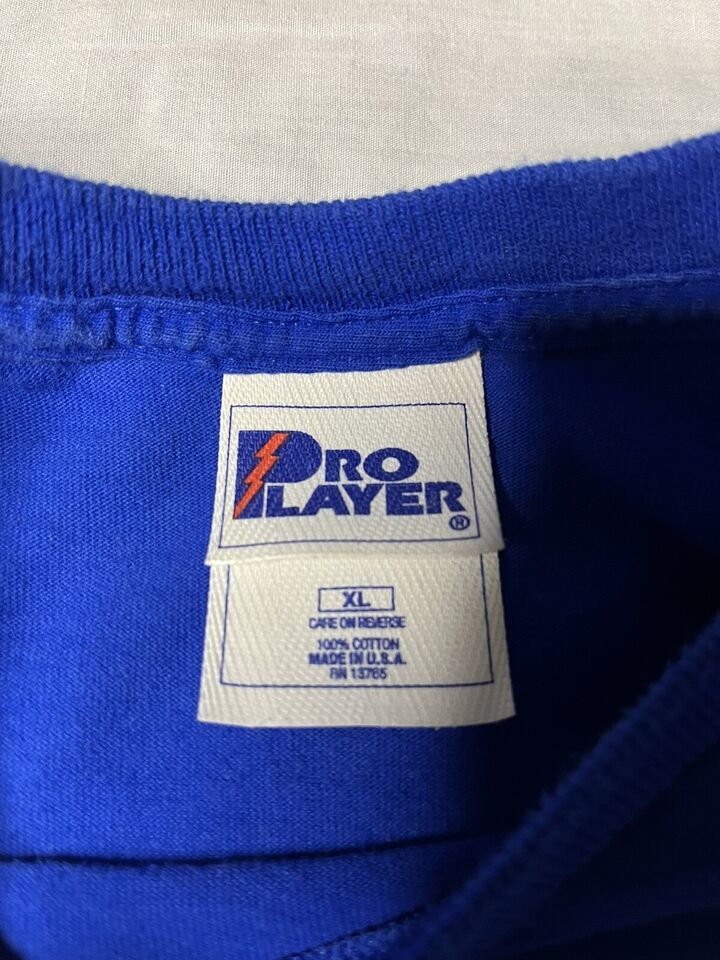 PRO
PLAYER
®
XL
CARE ON REVERSE
100% COTTON
MADE IN U.S.A.
RN 13765